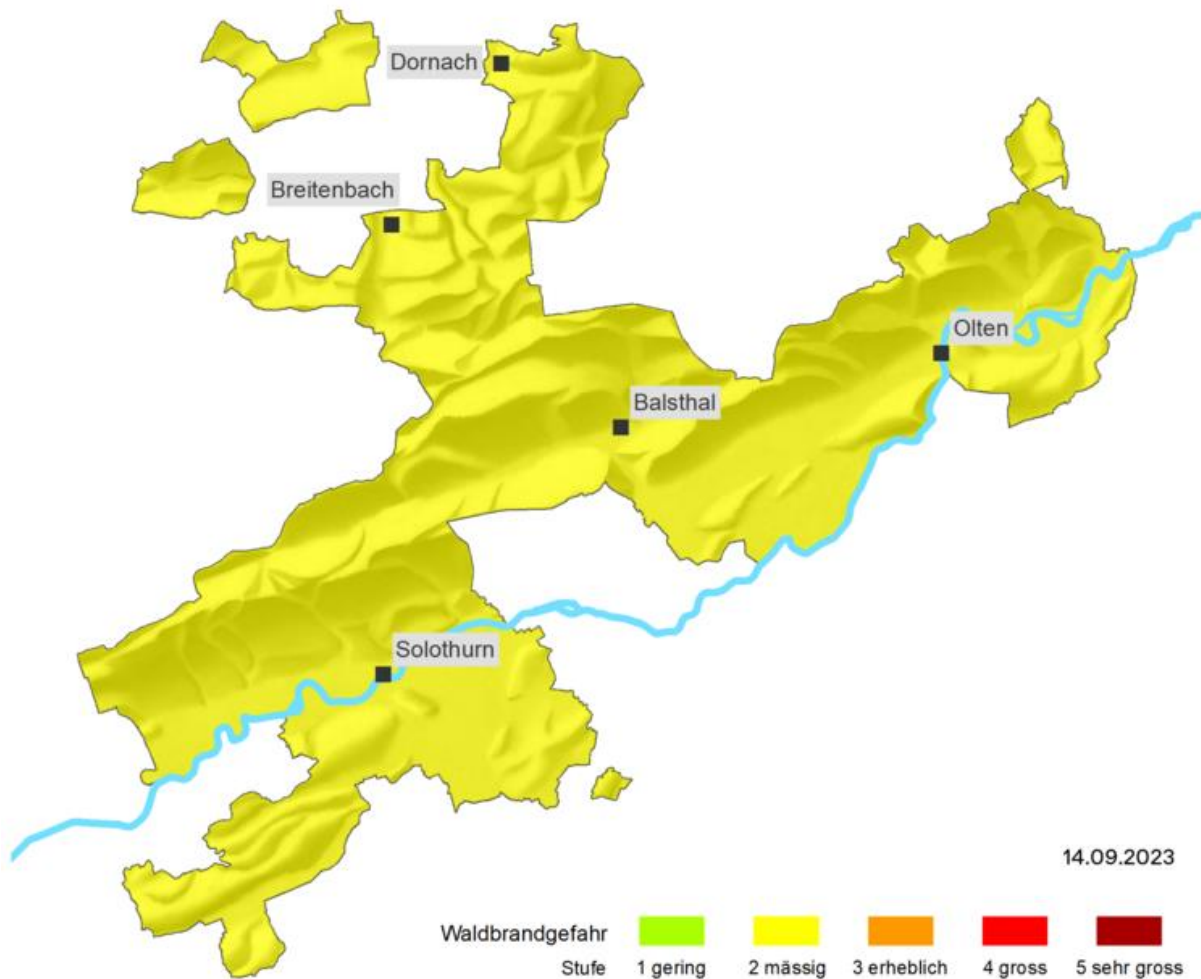 Dornach
Breitenbach
Olten
Balsthal
Solothurn
14.09.2023
Waldbrandgefahr
Stufe 1 gering 2 mässig 3 erheblich 4 gross 5 sehr gross